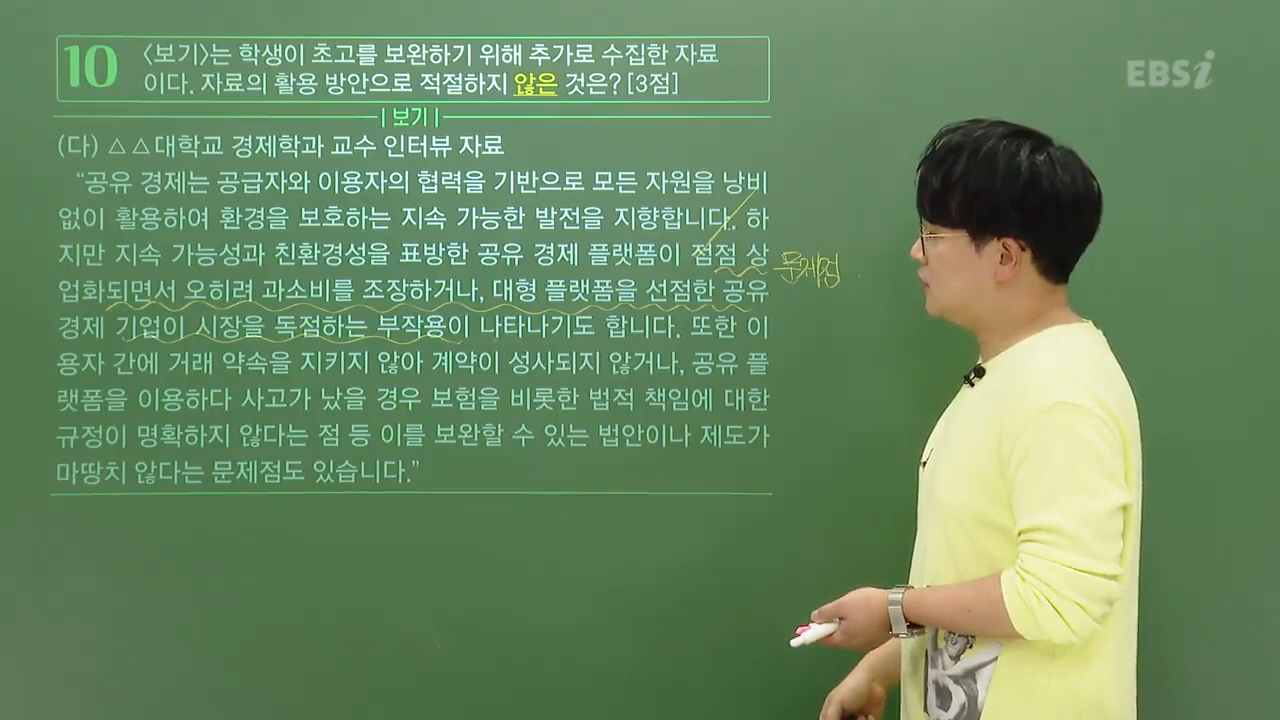 10 <보기>는 학생이 초고를 보완하기 위해 추가로 수집한 자료
이다. 자료의 활용 방안으로 적절하지 않은 것은? [3점]
EBSi
| 보기 |
(다) △△대학교 경제학과 교수 인터뷰 자료
“공유 경제는 공급자와 이용자의 협력을 기반으로 모든 자원을 낭비
없이 활용하여 환경을 보호하는 지속 가능한 발전을 지향합니다. 하
지만 지속 가능성과 친환경성을 표방한 공유 경제 플랫폼이 점점 상
문제점
업화되면서 오히려 과소비를 조장하거나, 대형 플랫폼을 선점한 공유
경제 기업이 시장을 독점하는 부작용이 나타나기도 합니다. 또한 이
용자 간에 거래 약속을 지키지 않아 계약이 성사되지 않거나, 공유 플
랫폼을 이용하다 사고가 났을 경우 보험을 비롯한 법적 책임에 대한
규정이 명확하지 않다는 점 등 이를 보완할 수 있는 법안이나 제도가
마땅치 않다는 문제점도 있습니다.”